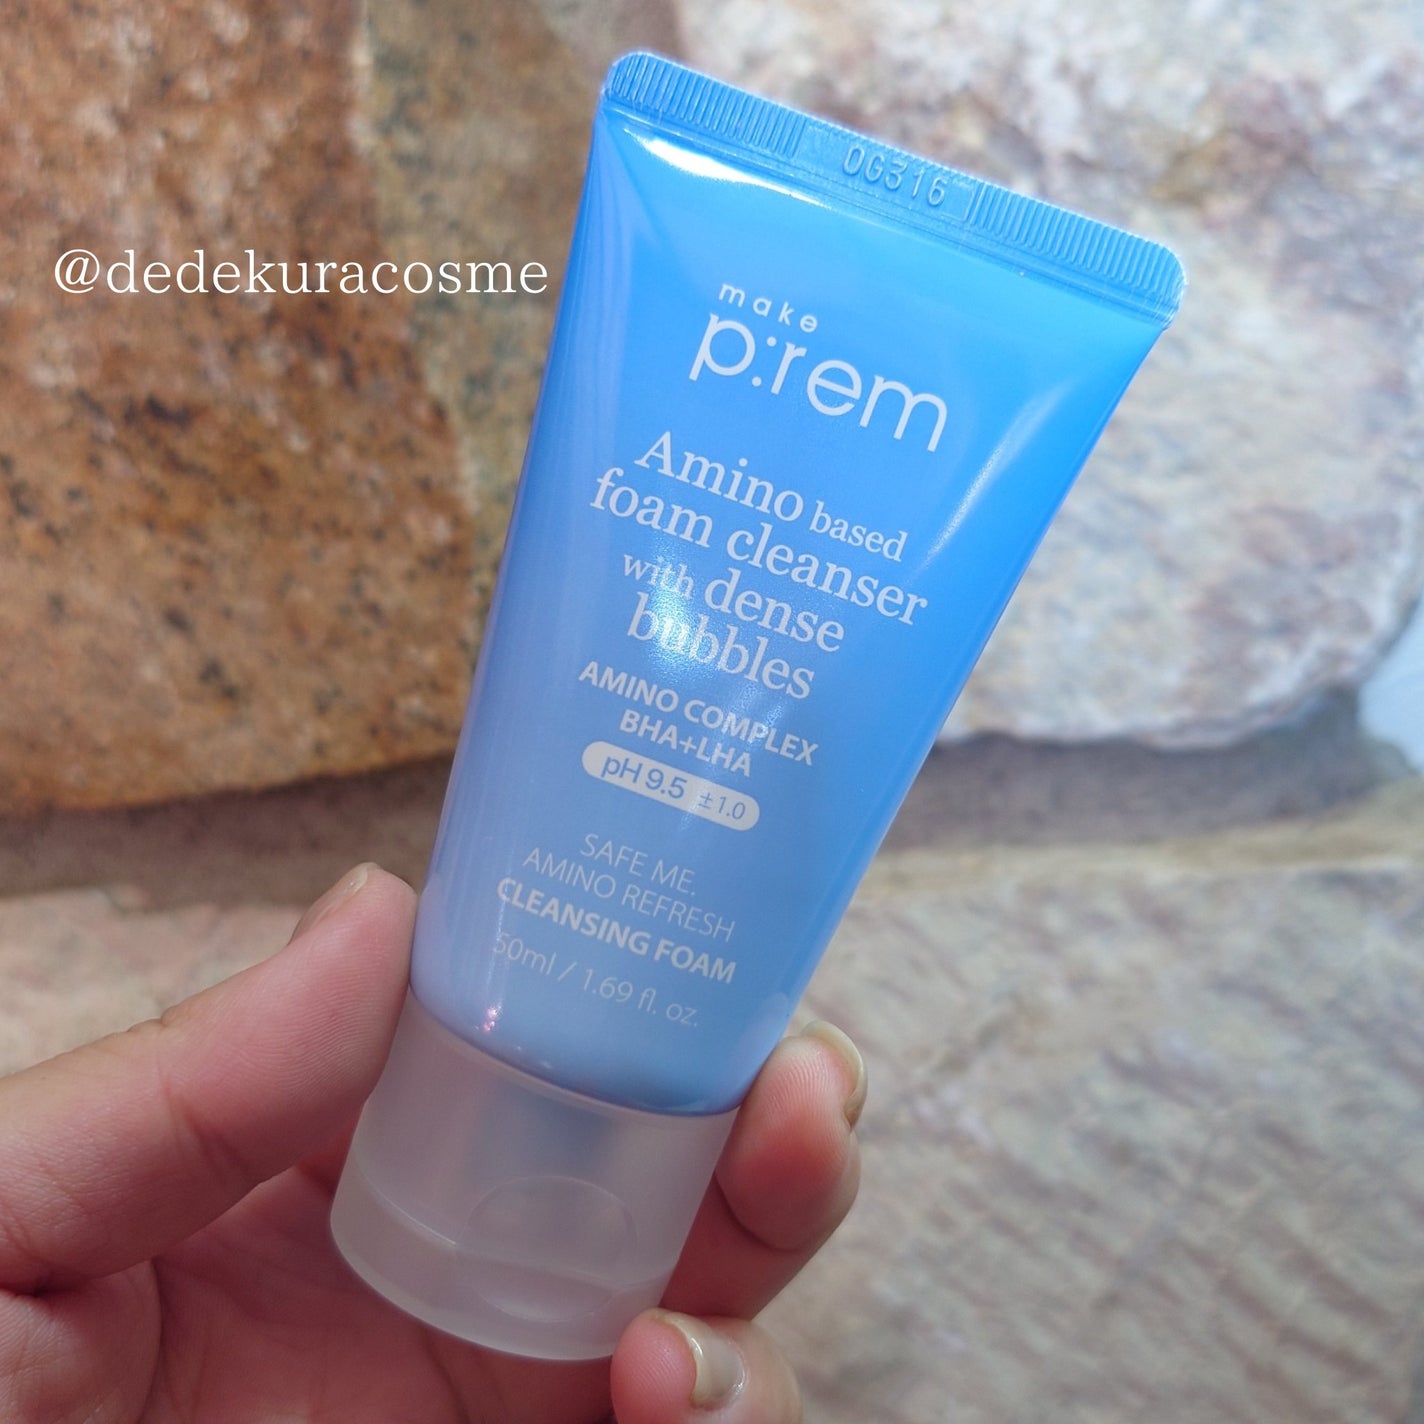 OG316
@dedekuracosme
make
p:rem
Amino based
foam cleanser
with dense
bubbles
AMINO COMPLEX
BHA+LHA
pH 9.5 ±1.0
SAFE ME.
AMINO REFRESH
CLEANSING FOAM
50ml / 1.69 fl. oz.